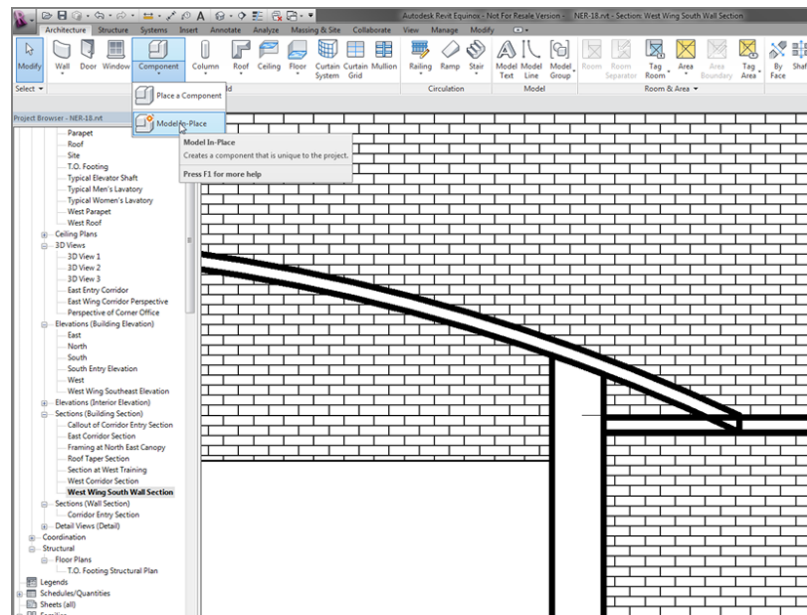 Autodesk Revit Equinox - Not For Resale Version - NER-18.rvt - Section: West Wing South Wall Section
Architecture Structure Systems Insert Annotate Analyze Massing & Site Collaborate View Manage Modify
Modify Wall Door Window Component Column Roof Ceiling Floor Curtain System Curtain Grid Mullion Railing Ramp Stair Model Text Model Line Model Group Room Room Separator Tag Room Area Area Boundary Tag Area By Face
Select Circulation Model Room & Area
Place a Component
Model In-Place
Model In-Place
Creates a component that is unique to the project.
Press F1 for more help
Project Browser - NER-18.rvt
Parapet
Roof
Site
T.O. Footing
Typical Elevator Shaft
Typical Men's Lavatory
Typical Women's Lavatory
West Parapet
West Roof
Ceiling Plans
3D Views
3D View 1
3D View 2
3D View 3
East Entry Corridor
East Wing Corridor Perspective
Perspective of Corner Office
Elevations (Building Elevation)
East
North
South
South Entry Elevation
West
West Wing Southeast Elevation
Elevations (Interior Elevation)
Sections (Building Section)
Callout of Corridor Entry Section
East Corridor Section
Framing at North East Canopy
Roof Taper Section
Section at West Training
West Corridor Section
West Wing South Wall Section
Sections (Wall Section)
Corridor Entry Section
Detail Views (Detail)
Coordination
Structural
Floor Plans
T.O. Footing Structural Plan
Legends
Schedules/Quantities
Sheets (all)